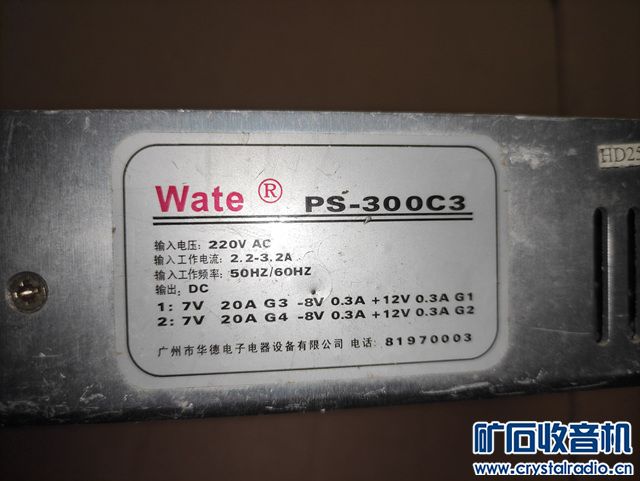 Wate ® PS-300C3
HD25
输入电压: 220V AC
输入工作电流: 2.2-3.2A
输入工作频率: 50HZ/60HZ
输出: DC
1: 7V 20A G3 -8V 0.3A +12V 0.3A G1
2: 7V 20A G4 -8V 0.3A +12V 0.3A G2
广州市华德电子电器设备有限公司 电话: 81970003
矿石收音机
www.crystalradio.cn